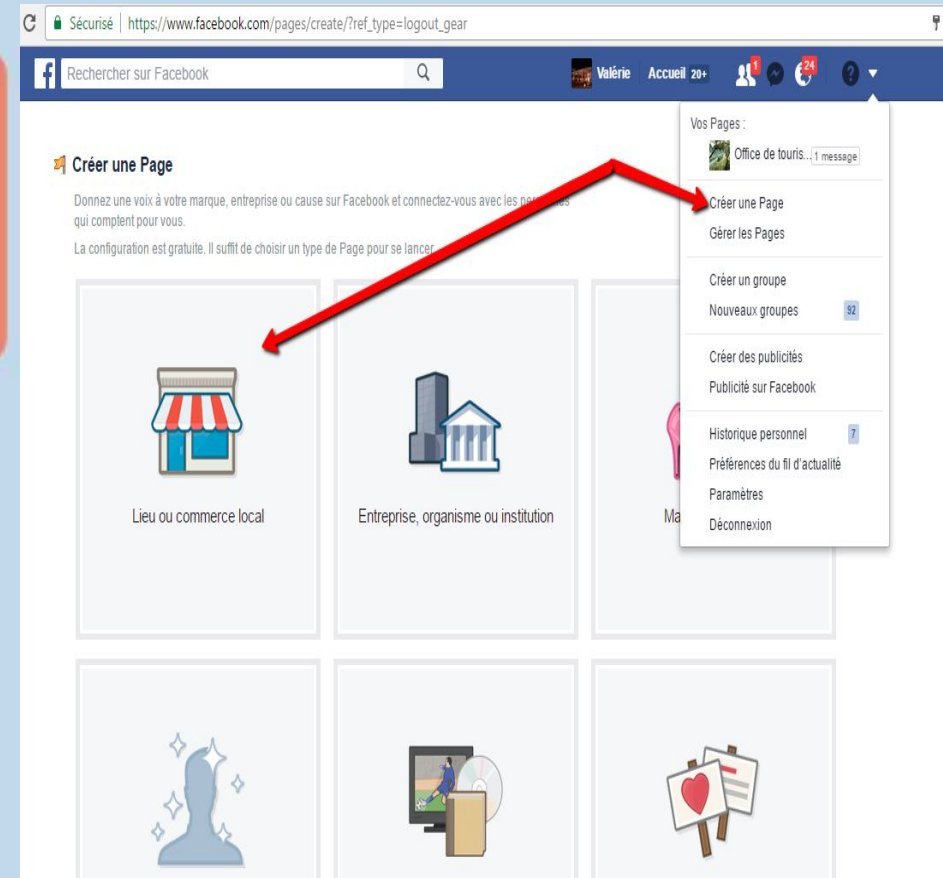 Sécurisé | https://www.facebook.com/pages/create/?ref_type=logout_gear
f Rechercher sur Facebook Valérie Accueil 20+ 1 24 ?
Vos Pages :
Office de touris... 1 message
Créer une Page
Gérer les Pages
Créer un groupe
Nouveaux groupes 92
Créer des publicités
Publicité sur Facebook
Historique personnel 7
Préférences du fil d'actualité
Paramètres
Déconnexion
Créer une Page
Donnez une voix à votre marque, entreprise ou cause sur Facebook et connectez-vous avec les personnes
qui comptent pour vous.
La configuration est gratuite. Il suffit de choisir un type de Page pour se lancer.
Lieu ou commerce local
Entreprise, organisme ou institution
Ma